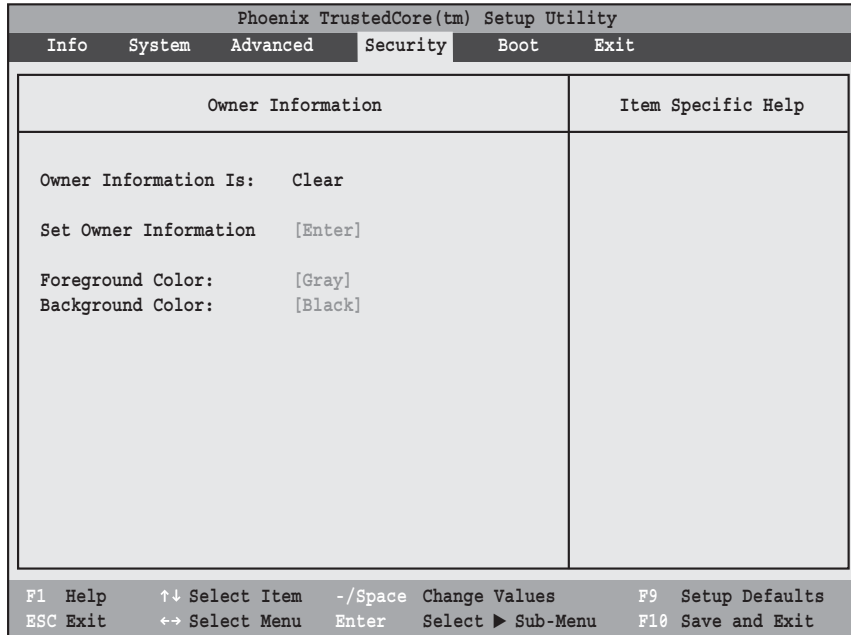 Phoenix TrustedCore(tm) Setup Utility
Info System Advanced Security Boot Exit
Owner Information
Item Specific Help
Owner Information Is: Clear
Set Owner Information [Enter]
Foreground Color: [Gray]
Background Color: [Black]
F1 Help ↑↓ Select Item -/Space Change Values F9 Setup Defaults
ESC Exit ←→ Select Menu Enter Select ▶ Sub-Menu F10 Save and Exit